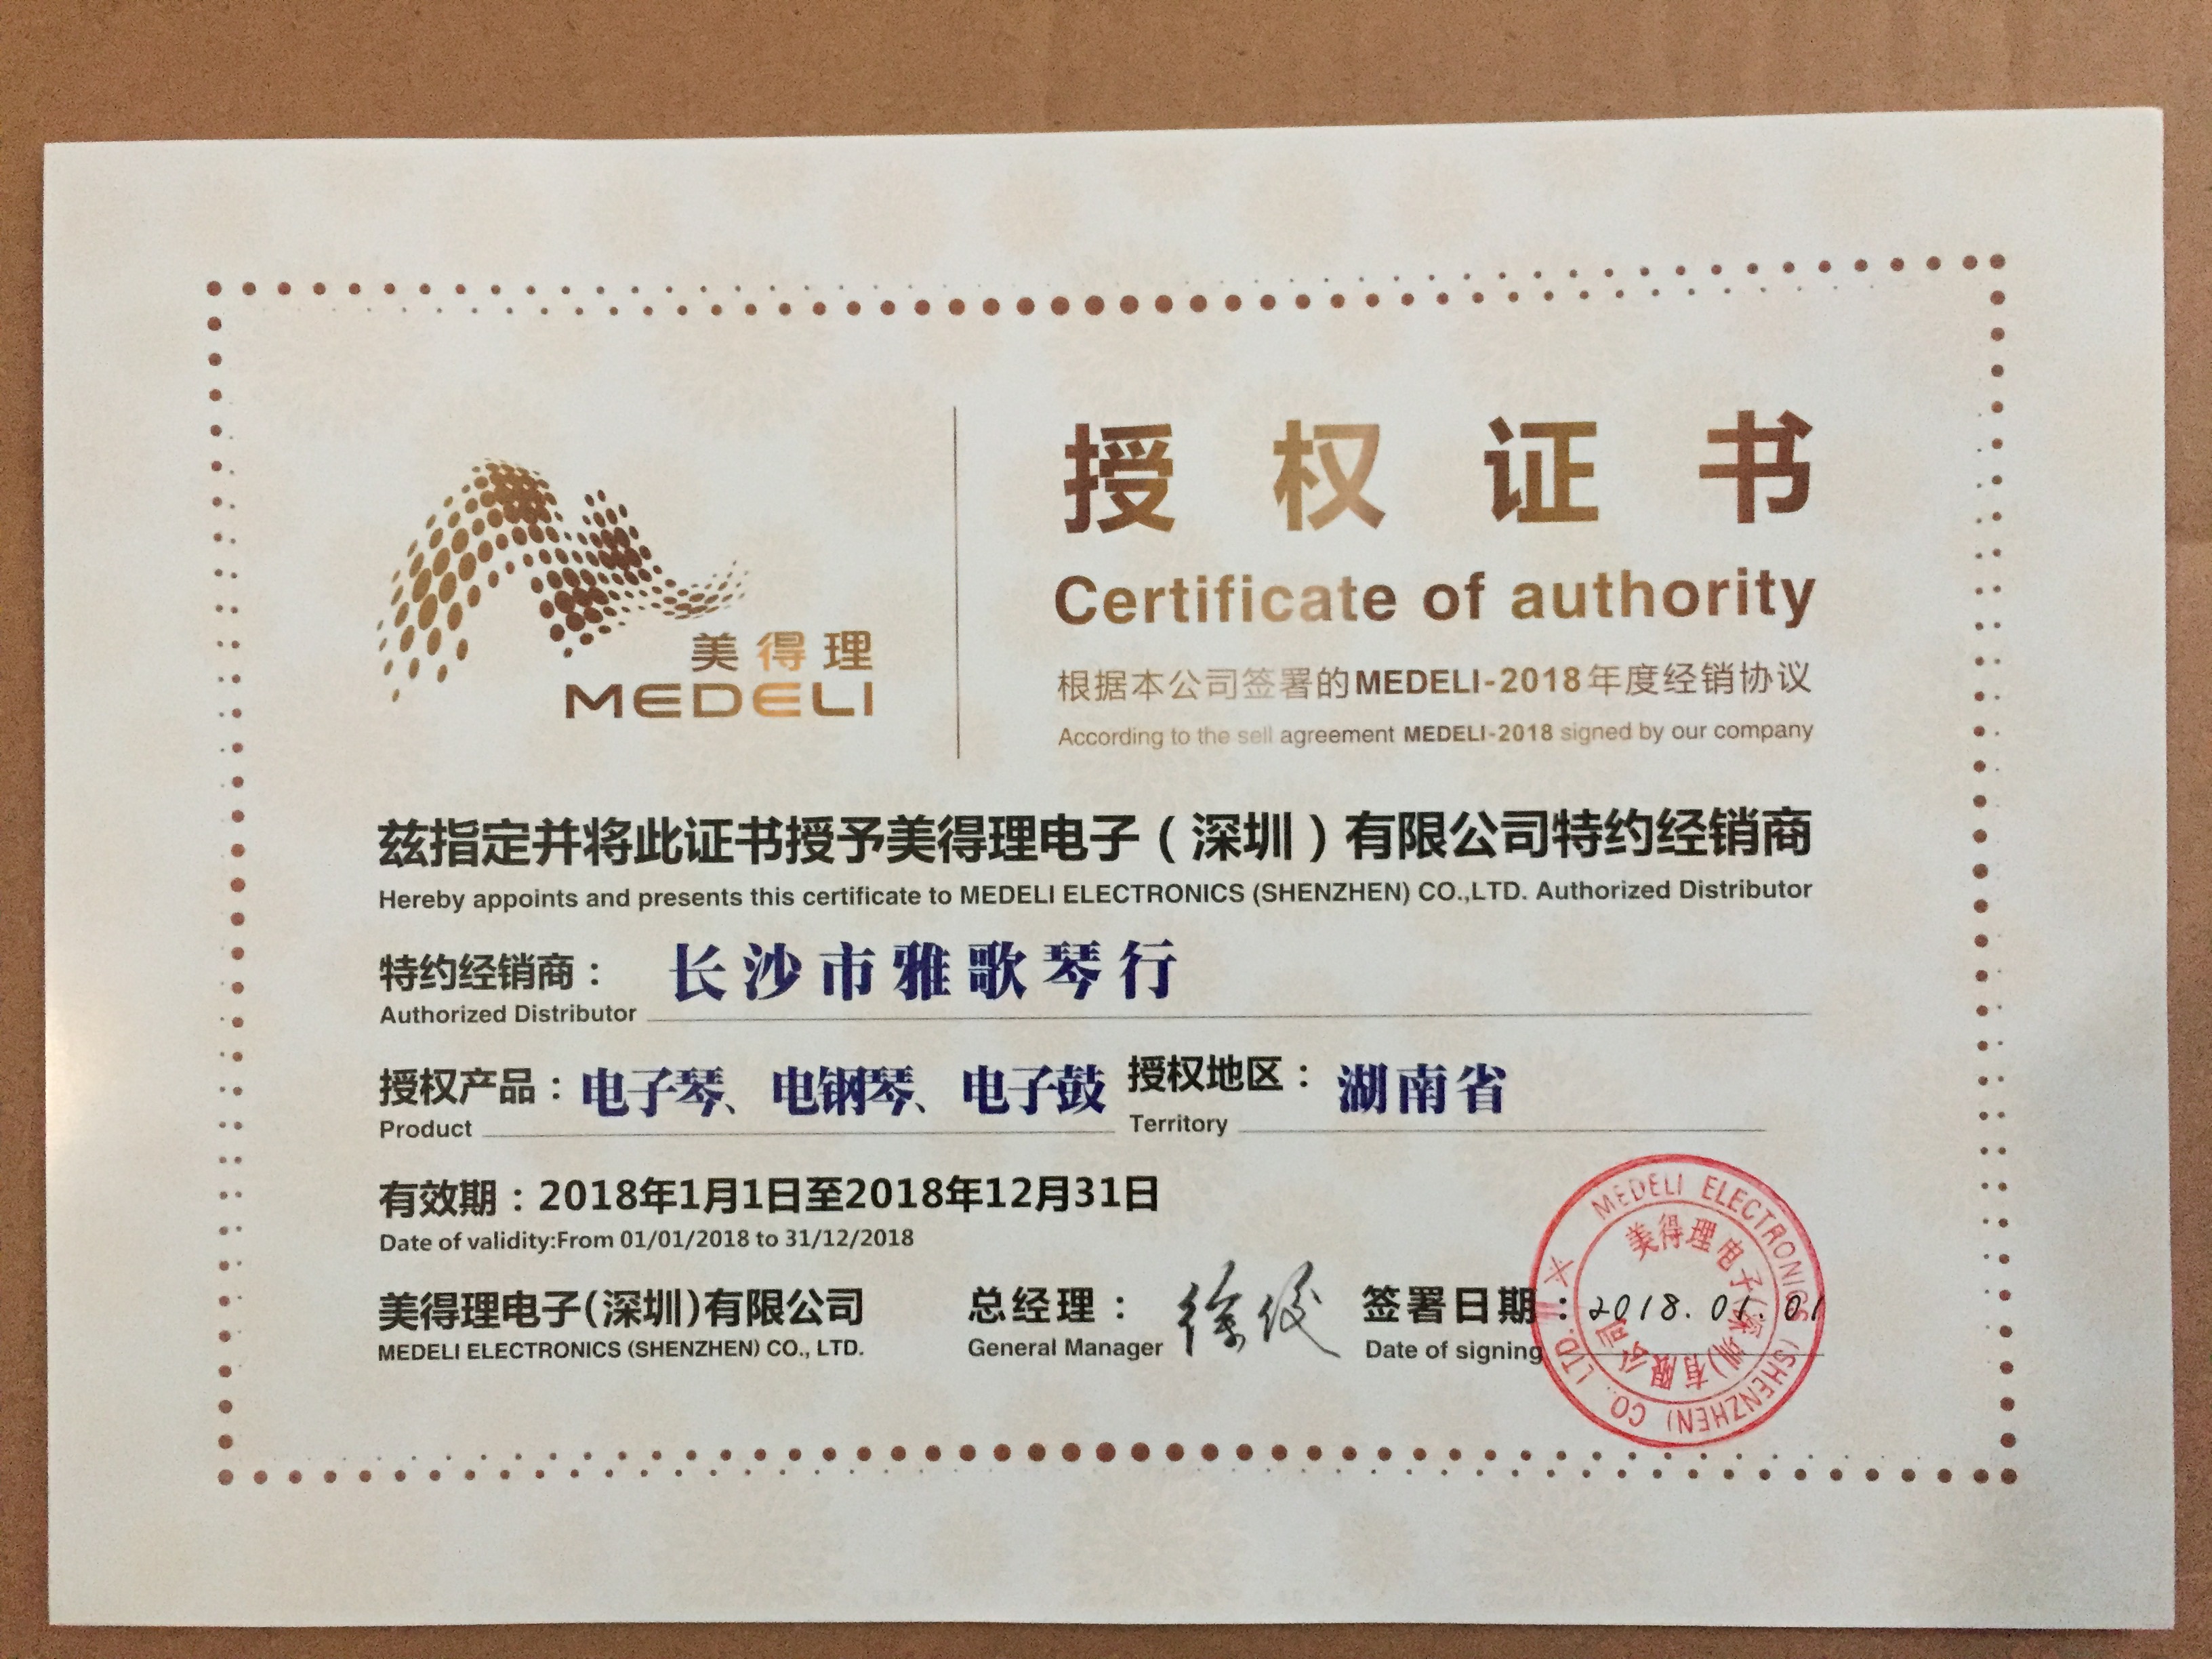 美得理
MEDELI
授权证书
Certificate of authority
根据本公司签署的MEDELI-2018年度经销协议
According to the sell agreement MEDELI-2018 signed by our company
兹指定并将此证书授予美得理电子（深圳）有限公司特约经销商
Hereby appoints and presents this certificate to MEDELI ELECTRONICS (SHENZHEN) CO.,LTD. Authorized Distributor
特约经销商：长沙市雅歌琴行
Authorized Distributor
授权产品：电子琴、电钢琴、电子鼓 授权地区：湖南省
Product Territory
有效期：2018年1月1日至2018年12月31日
Date of validity:From 01/01/2018 to 31/12/2018
美得理电子(深圳)有限公司 总经理： 签署日期：2018.01.01
MEDELI ELECTRONICS (SHENZHEN) CO., LTD. General Manager Date of signing
MEDELI ELECTRONICS (SHENZHEN) CO., LTD.
美得理电子(深圳)有限公司